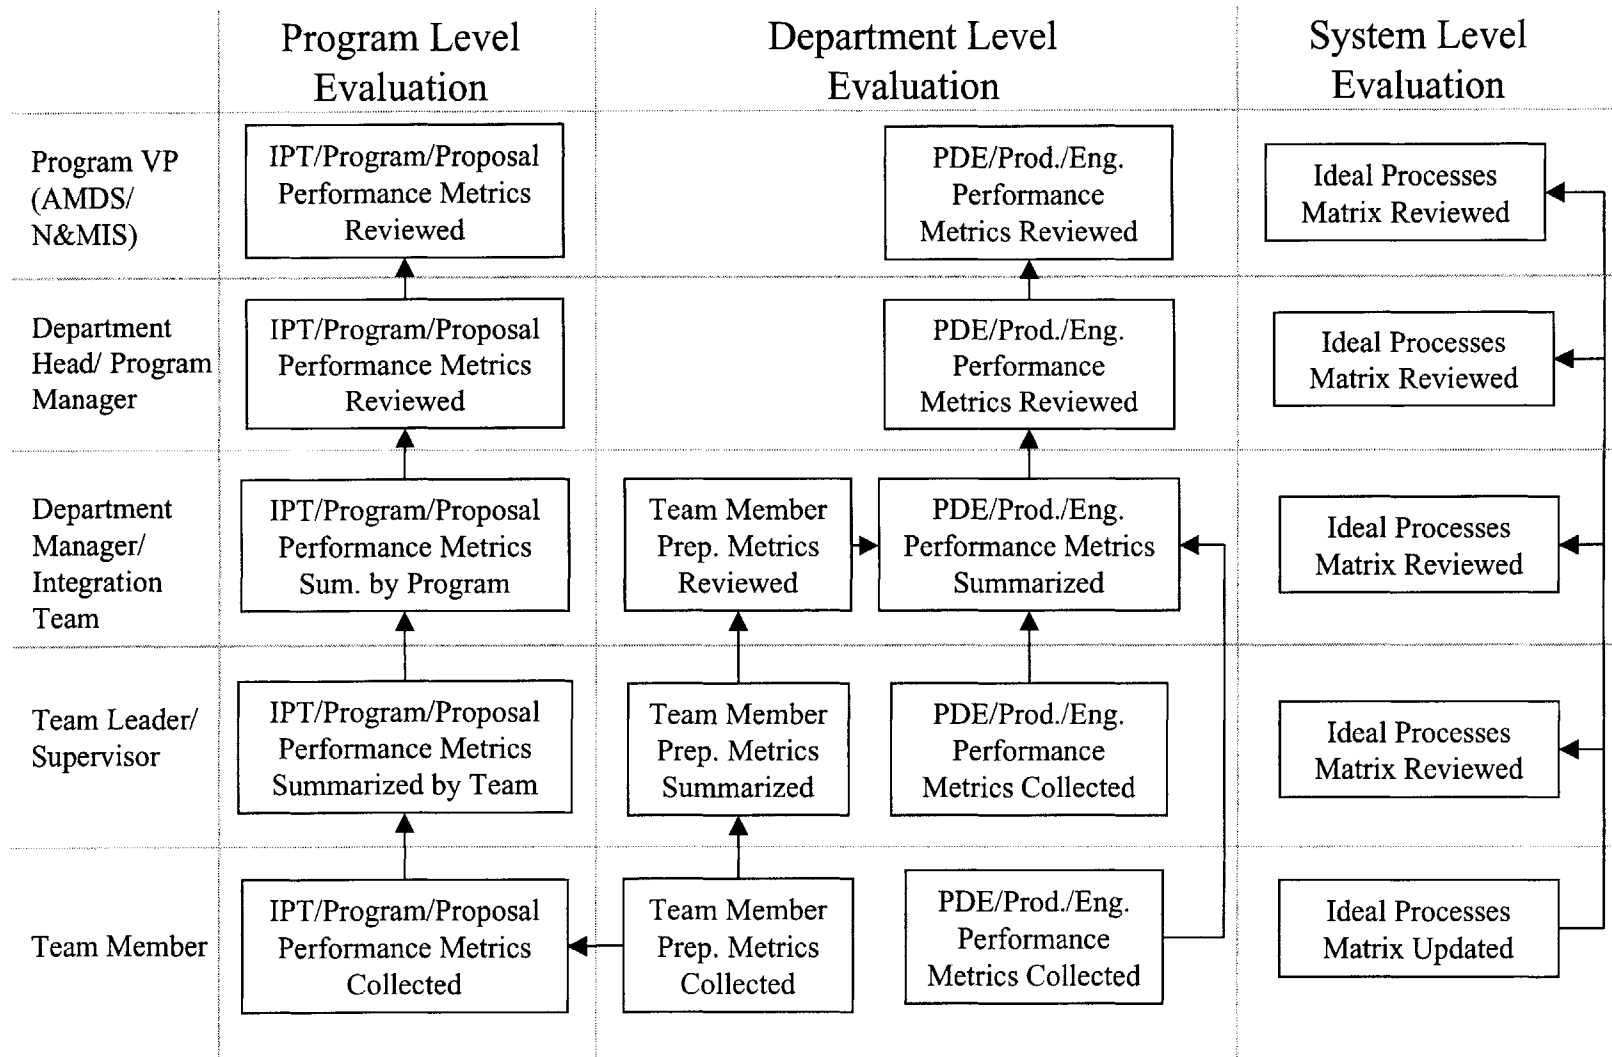 Program Level
Evaluation
Department Level
Evaluation
System Level
Evaluation
Program VP
(AMDS/
N&MIS)
IPT/Program/Proposal
Performance Metrics
Reviewed
PDE/Prod./Eng.
Performance
Metrics Reviewed
Ideal Processes
Matrix Reviewed
Department
Head/ Program
Manager
IPT/Program/Proposal
Performance Metrics
Reviewed
PDE/Prod./Eng.
Performance
Metrics Reviewed
Ideal Processes
Matrix Reviewed
Department
Manager/
Integration
Team
IPT/Program/Proposal
Performance Metrics
Sum. by Program
Team Member
Prep. Metrics
Reviewed
PDE/Prod./Eng.
Performance Metrics
Summarized
Ideal Processes
Matrix Reviewed
Team Leader/
Supervisor
IPT/Program/Proposal
Performance Metrics
Summarized by Team
Team Member
Prep. Metrics
Summarized
PDE/Prod./Eng.
Performance
Metrics Collected
Ideal Processes
Matrix Reviewed
Team Member
IPT/Program/Proposal
Performance Metrics
Collected
Team Member
Prep. Metrics
Collected
PDE/Prod./Eng.
Performance
Metrics Collected
Ideal Processes
Matrix Updated